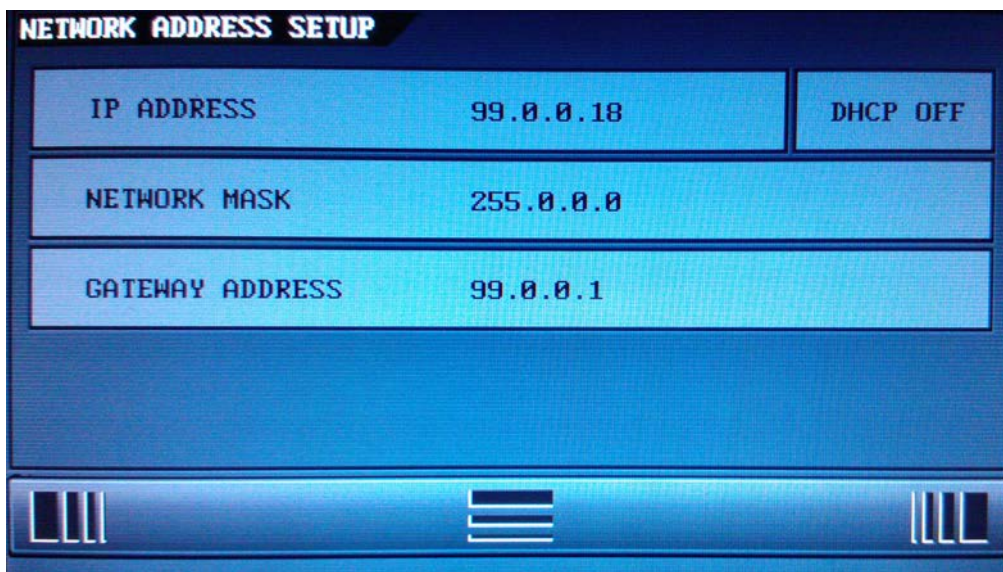 NETWORK ADDRESS SETUP
IP ADDRESS 99.0.0.18 DHCP OFF
NETWORK MASK 255.0.0.0
GATEWAY ADDRESS 99.0.0.1